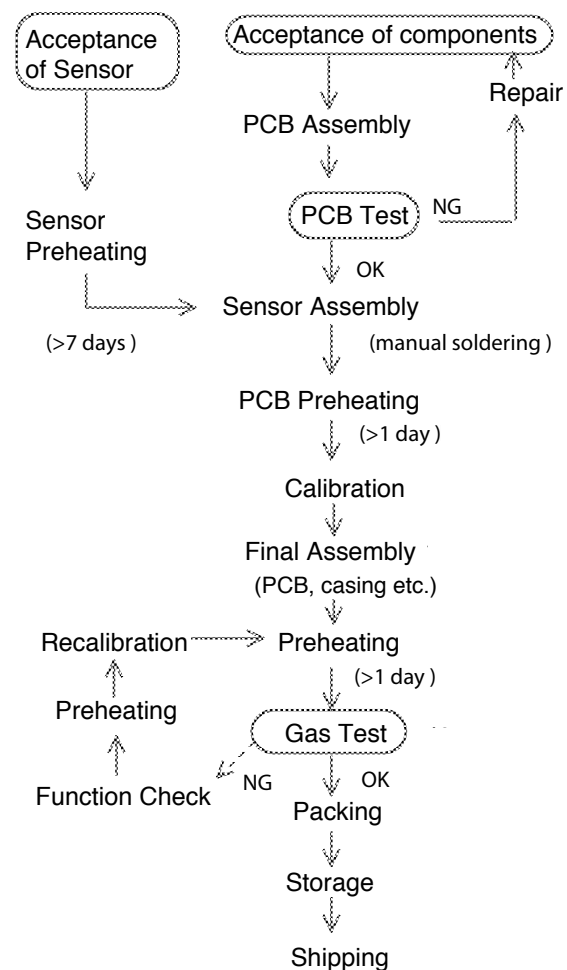 Acceptance
of Sensor
Acceptance of components
Repair
PCB Assembly
PCB Test
NG
Sensor
Preheating
OK
Sensor Assembly
(>7 days )
(manual soldering )
PCB Preheating
(>1 day )
Calibration
Final Assembly
(PCB, casing etc.)
Recalibration
Preheating
(>1 day )
Preheating
Gas Test
Function Check
NG
OK
Packing
Storage
Shipping